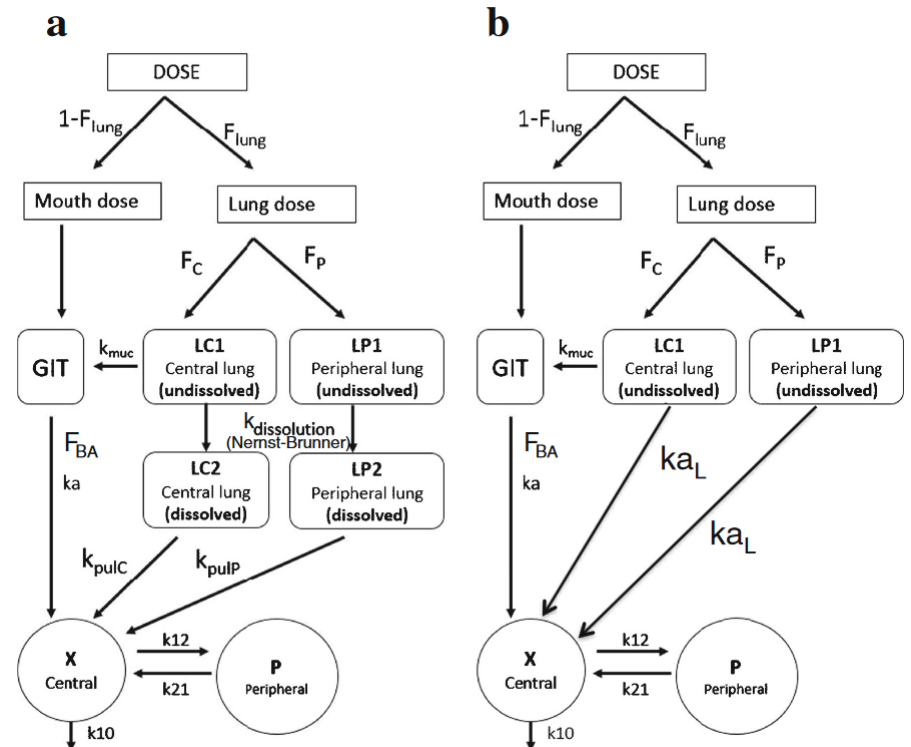 a
DOSE
1-Flung
Flung
Mouth dose
Lung dose
FC
FP
GIT
kmuc
LC1
Central lung
(undissolved)
LP1
Peripheral lung
(undissolved)
kdissolution
(Nernst-Brunner)
FBA
ka
LC2
Central lung
(dissolved)
LP2
Peripheral lung
(dissolved)
kpulC
kpulP
X
Central
k12
k21
P
Peripheral
k10
b
DOSE
1-Flung
Flung
Mouth dose
Lung dose
FC
FP
GIT
kmuc
LC1
Central lung
(undissolved)
LP1
Peripheral lung
(undissolved)
FBA
ka
kaL
kaL
X
Central
k12
k21
P
Peripheral
k10